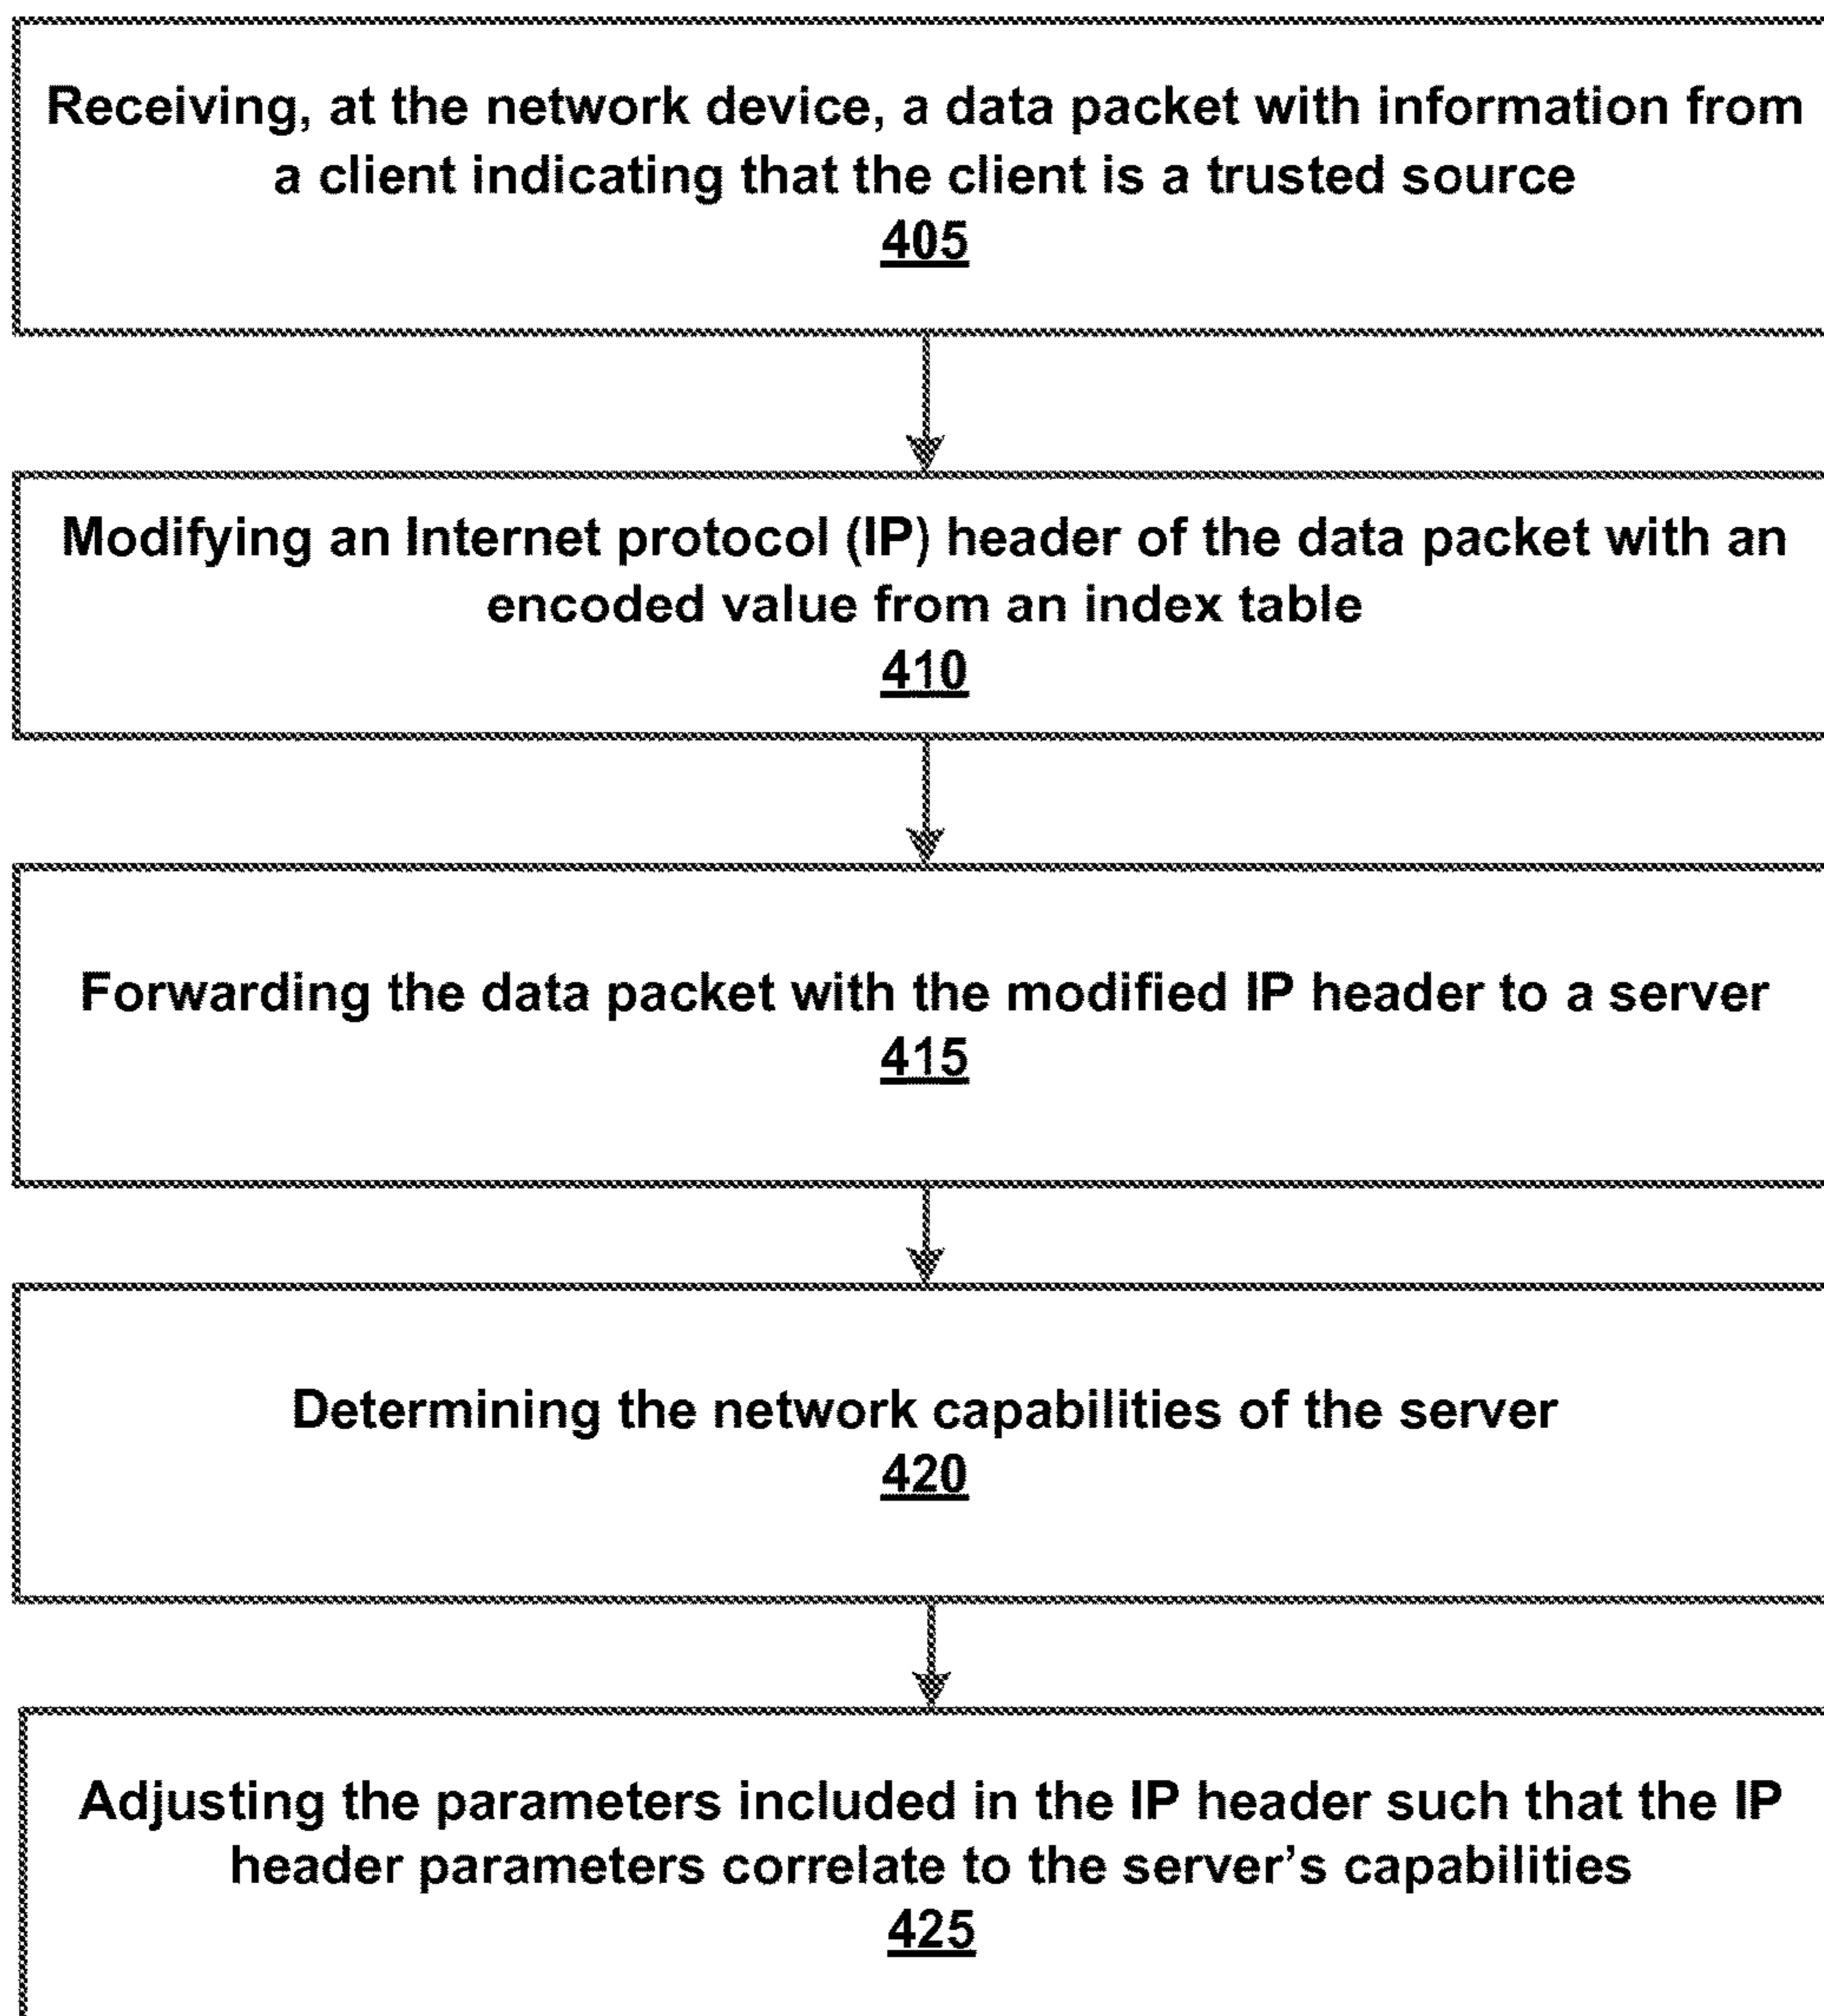 Receiving, at the network device, a data packet with information from
a client indicating that the client is a trusted source
405
Modifying an Internet protocol (IP) header of the data packet with an
encoded value from an index table
410
Forwarding the data packet with the modified IP header to a server
415
Determining the network capabilities of the server
420
Adjusting the parameters included in the IP header such that the IP
header parameters correlate to the server's capabilities
425